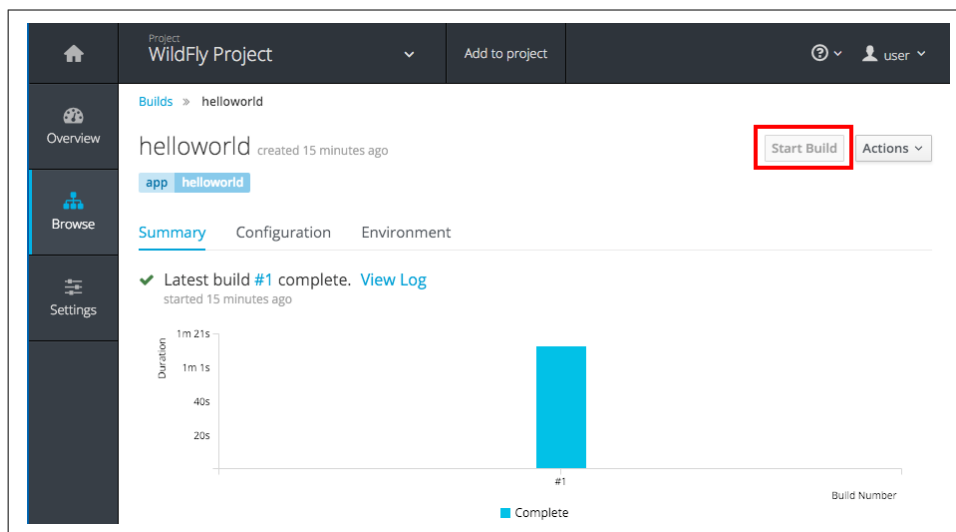 Project
WildFly Project
Add to project
user
Overview
Browse
Settings
Builds » helloworld
helloworld created 15 minutes ago
Start Build
Actions
app helloworld
Summary Configuration Environment
Latest build #1 complete. View Log
started 15 minutes ago
Duration
1m 21s
1m 1s
40s
20s
#1
Build Number
Complete